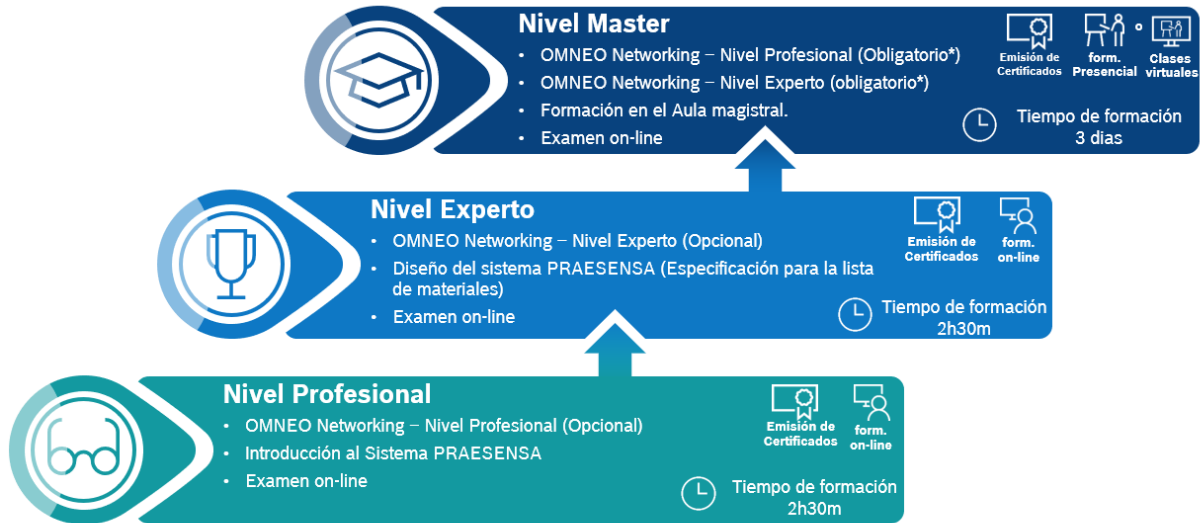 Nivel Master
• OMNEO Networking – Nivel Profesional (Obligatorio*)
• OMNEO Networking – Nivel Experto (obligatorio*)
• Formación en el Aula magistral.
• Examen on-line
Emisión de
Certificados
form.
Presencial
Clases
virtuales
Tiempo de formación
3 dias
Nivel Experto
• OMNEO Networking – Nivel Experto (Opcional)
• Diseño del sistema PRAESENSA (Especificación para la lista
de materiales)
• Examen on-line
Emisión de
Certificados
form.
on-line
Tiempo de formación
2h30m
Nivel Profesional
• OMNEO Networking – Nivel Profesional (Opcional)
• Introducción al Sistema PRAESENSA
• Examen on-line
Emisión de
Certificados
form.
on-line
Tiempo de formación
2h30m